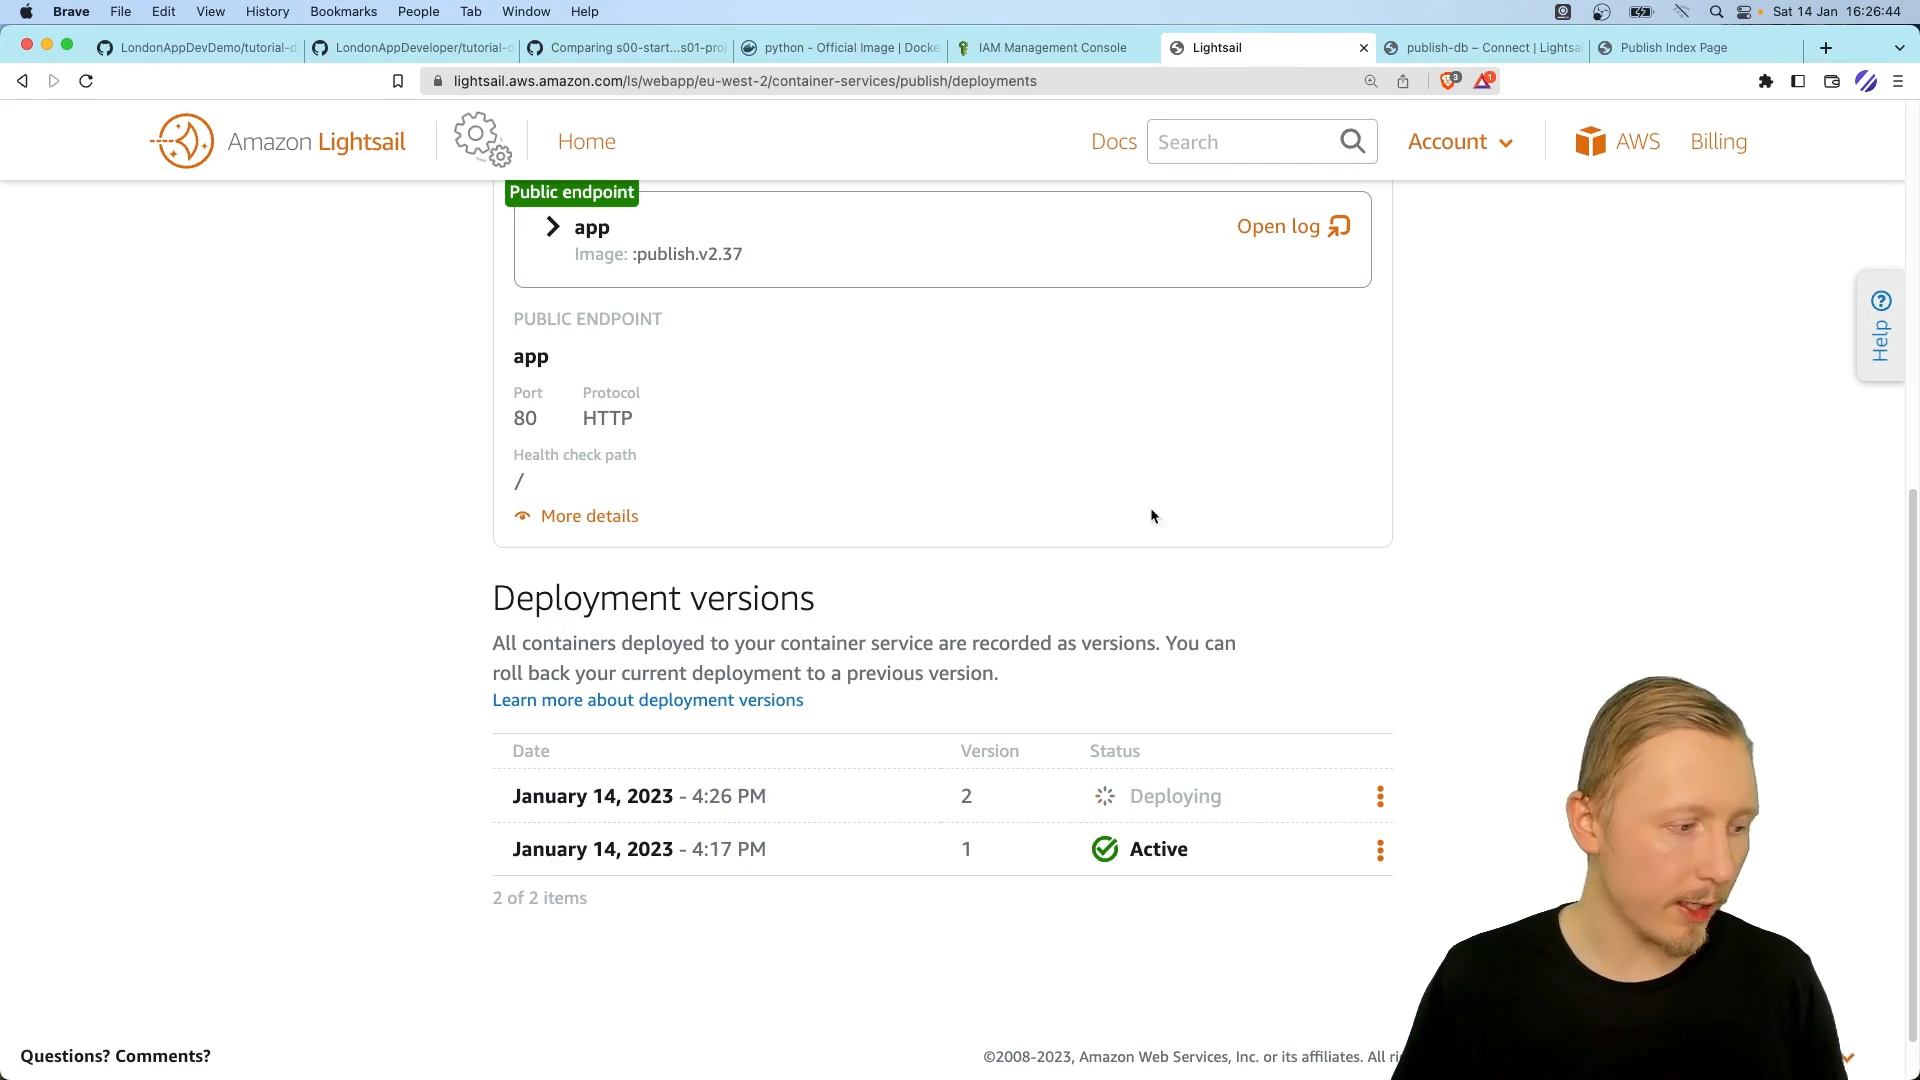 Brave File Edit View History Bookmarks People Tab Window Help Sat 14 Jan 16:26:44
LondonAppDevDemo/tutorial-d LondonAppDeveloper/tutorial-d Comparing s00-start...s01-proj python - Official Image | Docke IAM Management Console Lightsail publish-db – Connect | Lightsa Publish Index Page
lightsail.aws.amazon.com/ls/webapp/eu-west-2/container-services/publish/deployments 3 1
Amazon Lightsail Home Docs Search Account AWS Billing
Public endpoint
app Open log
Image: :publish.v2.37
PUBLIC ENDPOINT
app
Port Protocol
80 HTTP
Health check path
/
More details
Help
Deployment versions
All containers deployed to your container service are recorded as versions. You can
roll back your current deployment to a previous version.
Learn more about deployment versions
Date Version Status
January 14, 2023 - 4:26 PM 2 Deploying
January 14, 2023 - 4:17 PM 1 Active
2 of 2 items
Questions? Comments? ©2008-2023, Amazon Web Services, Inc. or its affiliates. All